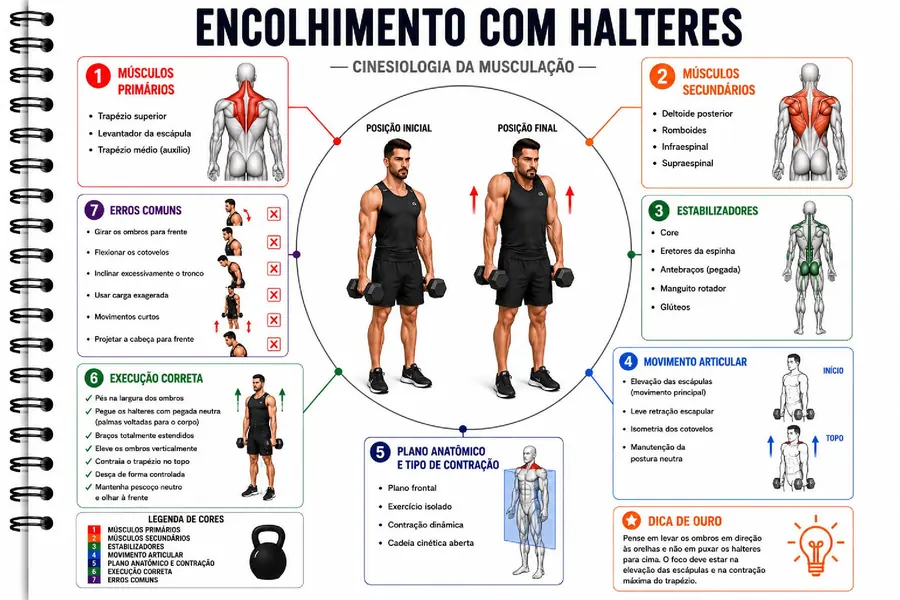 ENCOLHIMENTO COM HALTERES
CINESIOLOGIA DA MUSCULAÇÃO
1 MÚSCULOS
PRIMÁRIOS
• Trapézio superior
• Levantador da escápula
• Trapézio médio (auxílio)
2 MÚSCULOS
SECUNDÁRIOS
• Deltoide posterior
• Romboides
• Infraespinal
• Supraespinal
POSIÇÃO INICIAL
POSIÇÃO FINAL
7 ERROS COMUNS
• Girar os ombros para frente
• Flexionar os cotovelos
• Inclinar excessivamente o tronco
• Usar carga exagerada
• Movimentos curtos
• Projetar a cabeça para frente
3 ESTABILIZADORES
• Core
• Eretores da espinha
• Antebraços (pegada)
• Manguito rotador
• Glúteos
6 EXECUÇÃO CORRETA
✓ Pés na largura dos ombros
✓ Pegue os halteres com pegada neutra
(palmas voltadas para o corpo)
✓ Braços totalmente estendidos
✓ Eleve os ombros verticalmente
✓ Contraia o trapézio no topo
✓ Desça de forma controlada
✓ Mantenha pescoço neutro
e olhar à frente
4 MOVIMENTO ARTICULAR
• Elevação das escápulas
(movimento principal)
• Leve retração escapular
• Isometria dos cotovelos
• Manutenção da
postura neutra
INÍCIO
TOPO
5 PLANO ANATÔMICO
E TIPO DE CONTRAÇÃO
• Plano frontal
• Exercício isolado
• Contração dinâmica
• Cadeia cinética aberta
LEGENDA DE CORES
1 MÚSCULOS PRIMÁRIOS
2 MÚSCULOS SECUNDÁRIOS
3 ESTABILIZADORES
4 MOVIMENTO ARTICULAR
5 PLANO ANATÔMICO E CONTRAÇÃO
6 EXECUÇÃO CORRETA
7 ERROS COMUNS
DICA DE OURO
Pense em levar os ombros em direção
às orelhas e não em puxar os halteres
para cima. O foco deve estar na
elevação das escápulas e na contração
máxima do trapézio.